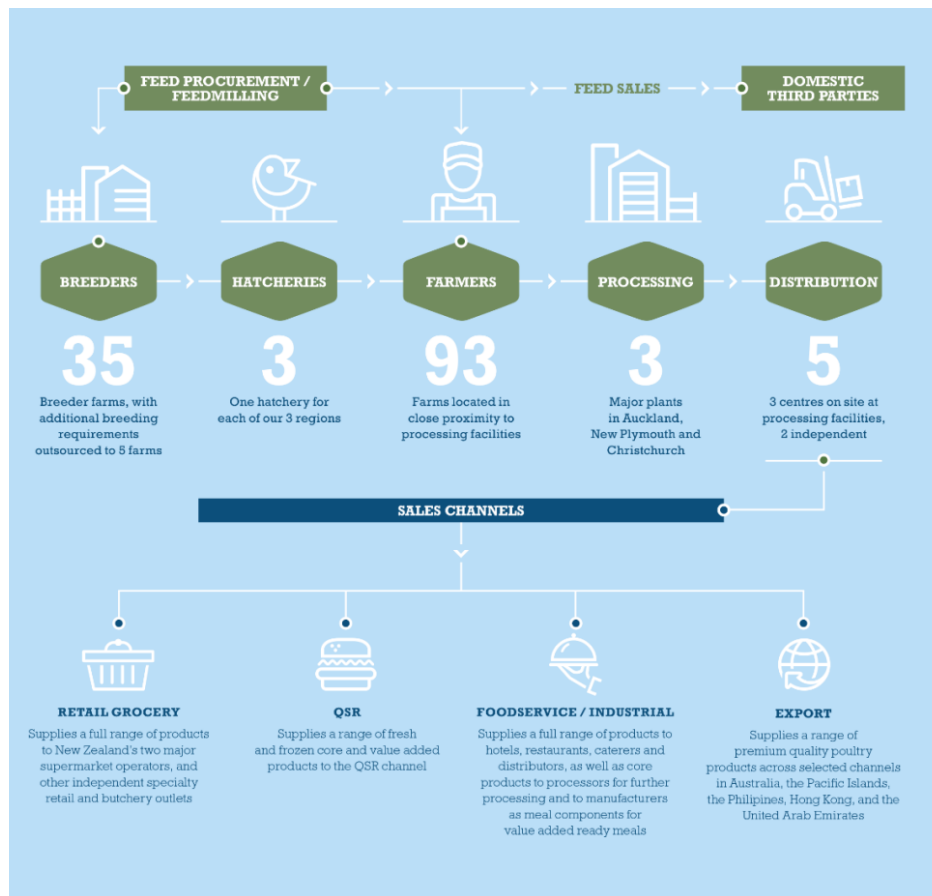 FEED PROCUREMENT /
FEEDMILLING
FEED SALES
DOMESTIC
THIRD PARTIES
BREEDERS
HATCHERIES
FARMERS
PROCESSING
DISTRIBUTION
35
3
93
3
5
Breeder farms, with
additional breeding
requirements
outsourced to 5 farms
One hatchery for
each of our 3 regions
Farms located in
close proximity to
processing facilities
Major plants
in Auckland,
New Plymouth and
Christchurch
3 centres on site at
processing facilities,
2 independent
SALES CHANNELS
RETAIL GROCERY
Supplies a full range of products
to New Zealand's two major
supermarket operators, and
other independent specialty
retail and butchery outlets
QSR
Supplies a range of fresh
and frozen core and value added
products to the QSR channel
FOODSERVICE / INDUSTRIAL
Supplies a full range of products to
hotels, restaurants, caterers and
distributors, as well as core
products to processors for further
processing and to manufacturers
as meal components for
value added ready meals
EXPORT
Supplies a range of
premium quality poultry
products across selected channels
in Australia, the Pacific Islands,
the Philipines, Hong Kong, and the
United Arab Emirates